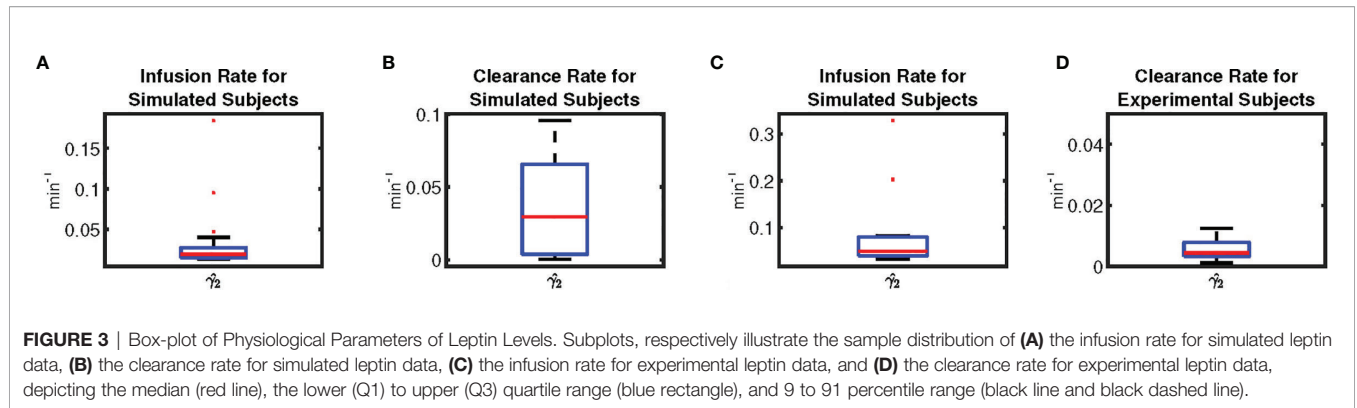 A
Infusion Rate for
Simulated Subjects
min⁻¹
0.15
0.1
0.05
γ̂₂
B
Clearance Rate for
Simulated Subjects
min⁻¹
0.1
0.05
0
γ̂₂
C
Infusion Rate for
Simulated Subjects
min⁻¹
0.3
0.2
0.1
γ̂₂
D
Clearance Rate for
Experimental Subjects
min⁻¹
0.04
0.02
0
γ̂₂
FIGURE 3 | Box-plot of Physiological Parameters of Leptin Levels. Subplots, respectively illustrate the sample distribution of (A) the infusion rate for simulated leptin
data, (B) the clearance rate for simulated leptin data, (C) the infusion rate for experimental leptin data, and (D) the clearance rate for experimental leptin data,
depicting the median (red line), the lower (Q1) to upper (Q3) quartile range (blue rectangle), and 9 to 91 percentile range (black line and black dashed line).